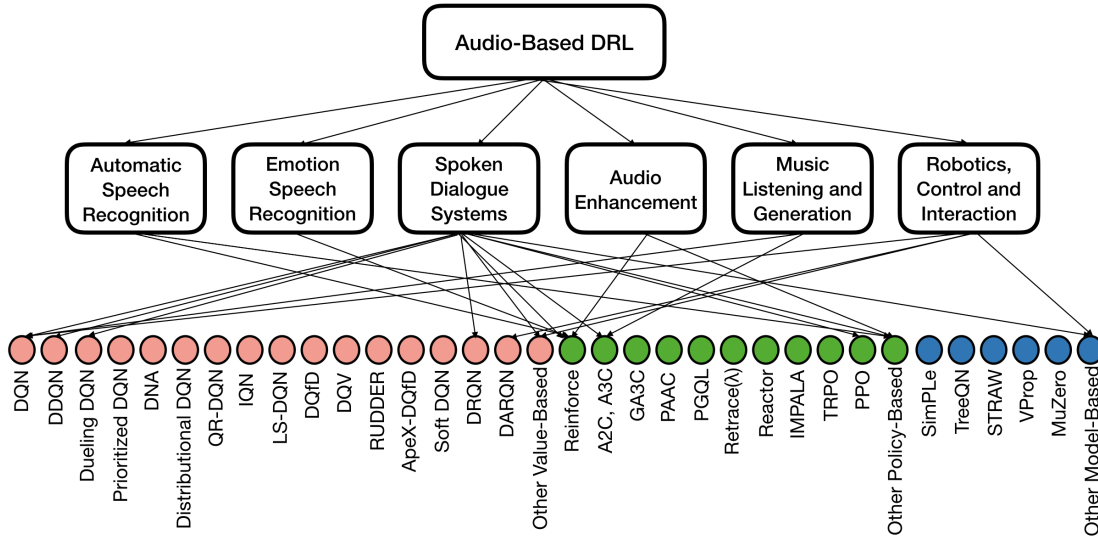 Audio-Based DRL
Automatic
Speech
Recognition
Emotion
Speech
Recognition
Spoken
Dialogue
Systems
Audio
Enhancement
Music
Listening and
Generation
Robotics,
Control and
Interaction
DQN
DDQN
Dueling DQN
Prioritized DQN
DNA
Distributional DQN
QR-DQN
IQN
LS-DQN
DQfD
DQV
RUDDER
ApeX-DQfD
Soft DQN
DRQN
DARQN
Other Value-Based
Reinforce
A2C, A3C
GA3C
PAAC
PGQL
Retrace(λ)
Reactor
IMPALA
TRPO
PPO
Other Policy-Based
SimPLe
TreeQN
STRAW
VProp
MuZero
Other Model-Based